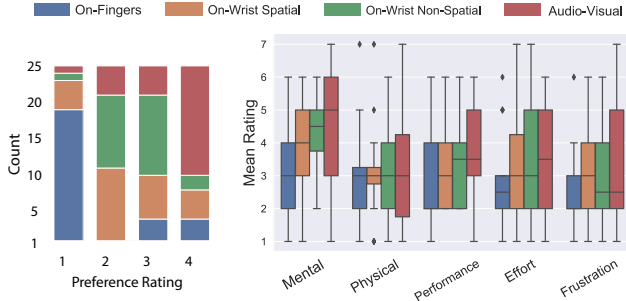 On-Fingers On-Wrist Spatial On-Wrist Non-Spatial Audio-Visual
25
20
15
10
5
1
Count
1 2 3 4
Preference Rating
7
6
5
4
3
2
1
Mean Rating
Mental Physical Performance Effort Frustration